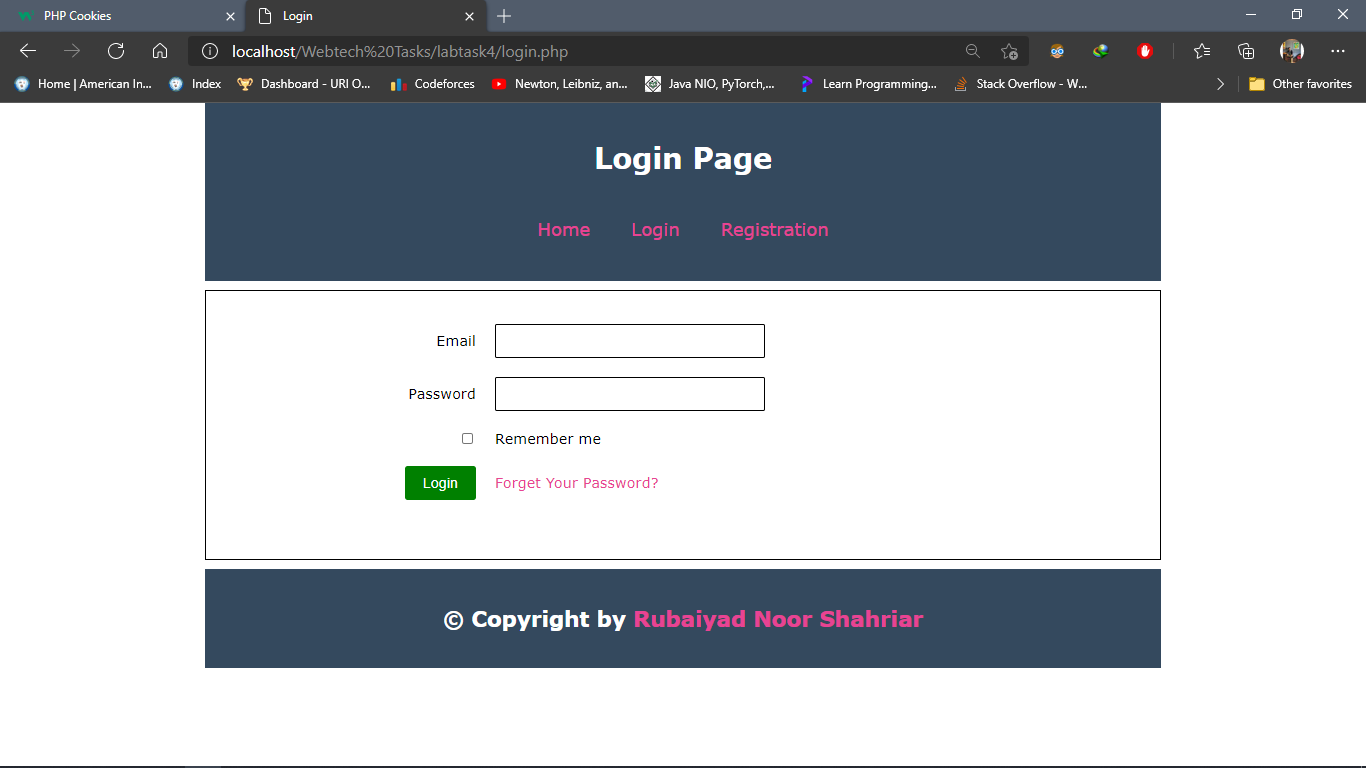 PHP Cookies
Login
localhost/Webtech%20Tasks/labtask4/login.php
Home | American In... Index Dashboard - URI O... Codeforces Newton, Leibniz, an... Java NIO, PyTorch,... Learn Programming... Stack Overflow - W... Other favorites
Login Page
Home Login Registration
Email
Password
Remember me
Login Forget Your Password?
© Copyright by Rubaiyad Noor Shahriar